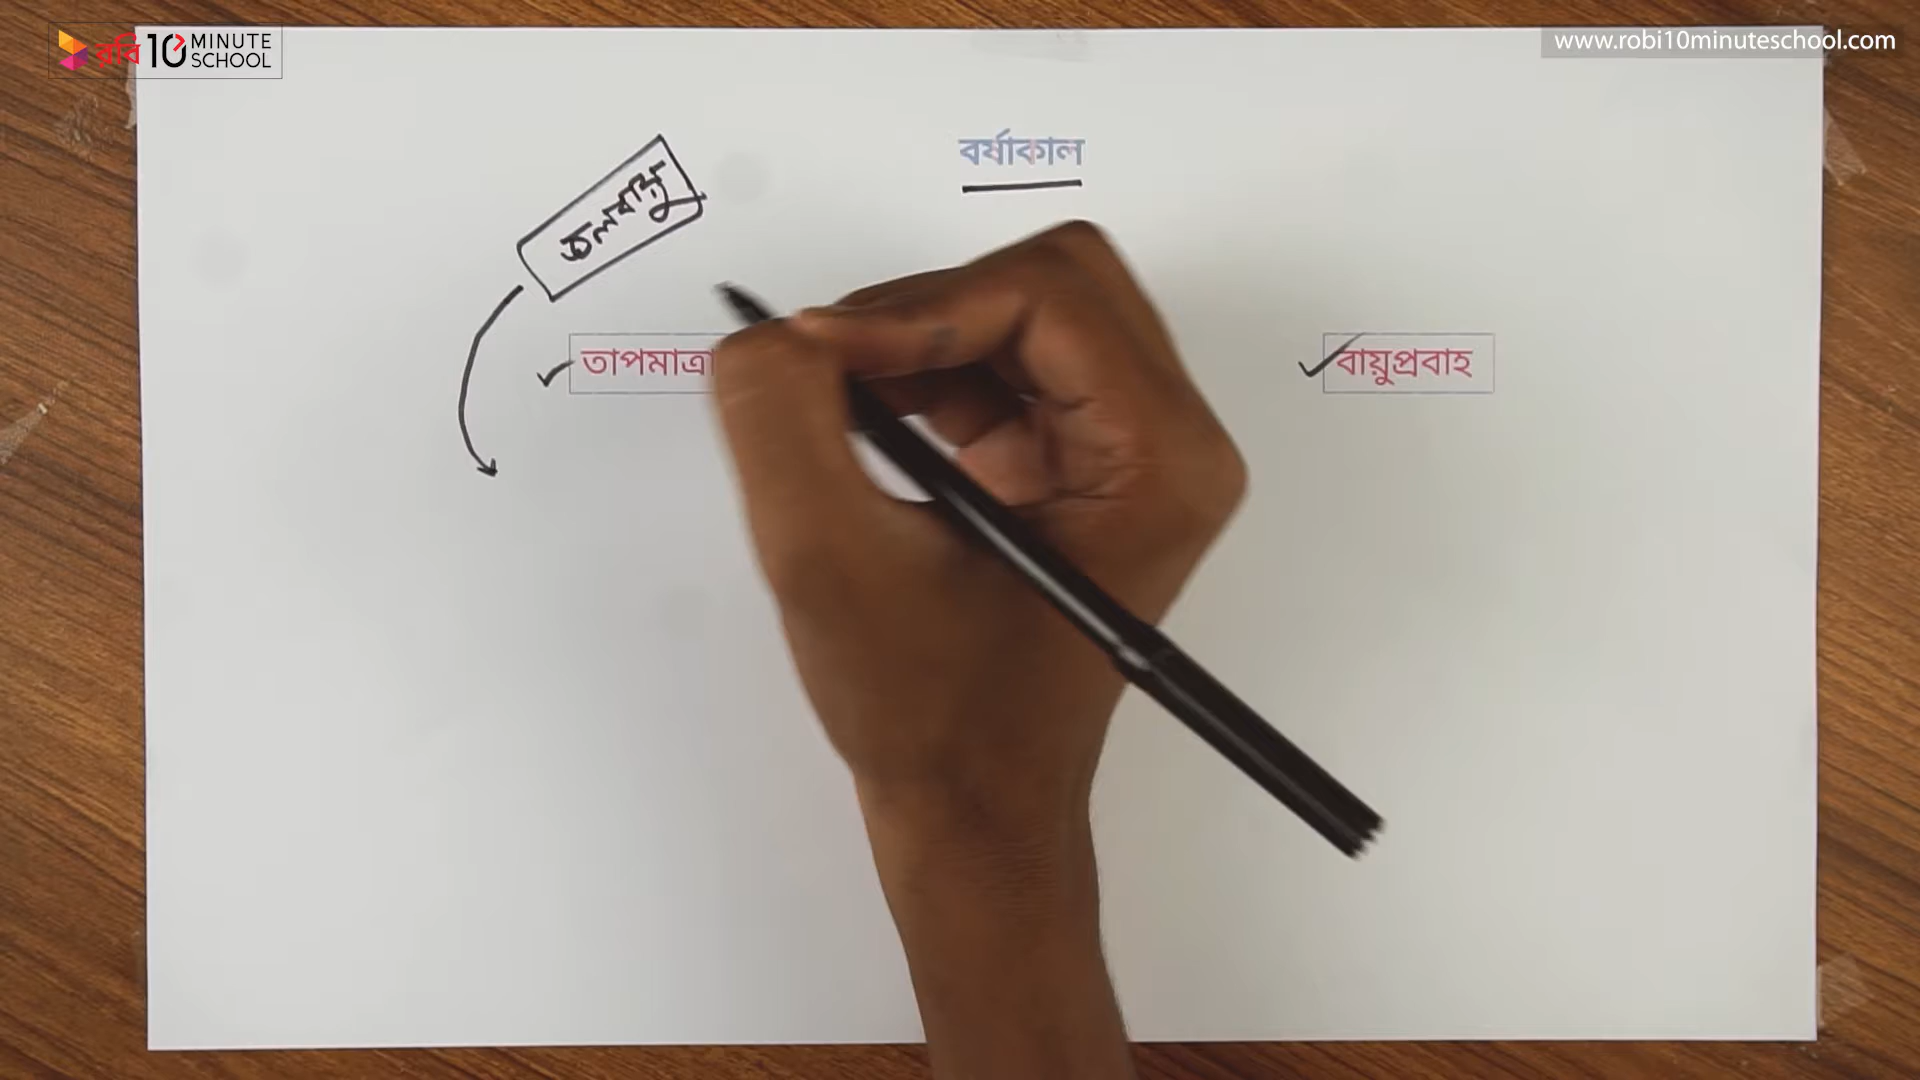 রবি 10 MINUTE SCHOOL
www.robi10minuteschool.com
বর্ষাকাল
জলবায়ু
তাপমাত্রা
বায়ুপ্রবাহ